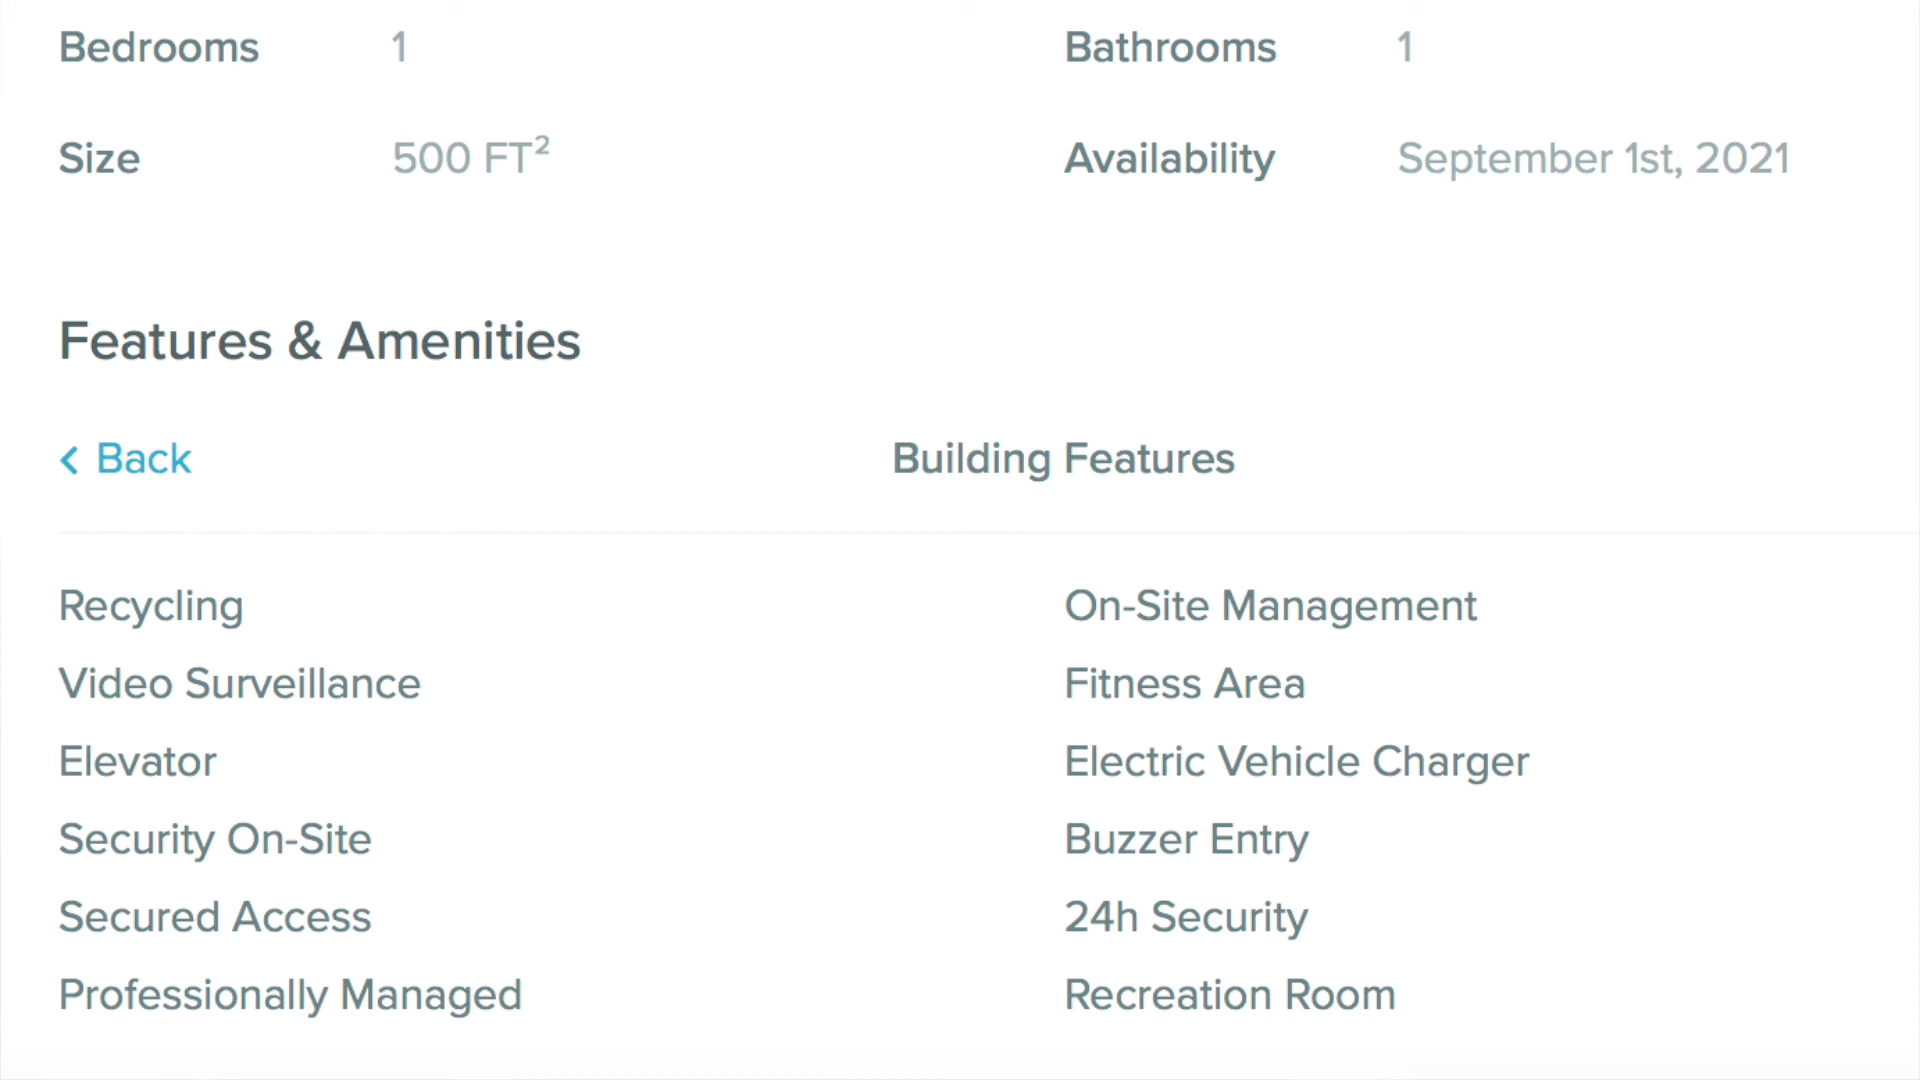 Bedrooms 1 Bathrooms 1
Size 500 FT² Availability September 1st, 2021
Features & Amenities
Back Building Features
Recycling On-Site Management
Video Surveillance Fitness Area
Elevator Electric Vehicle Charger
Security On-Site Buzzer Entry
Secured Access 24h Security
Professionally Managed Recreation Room